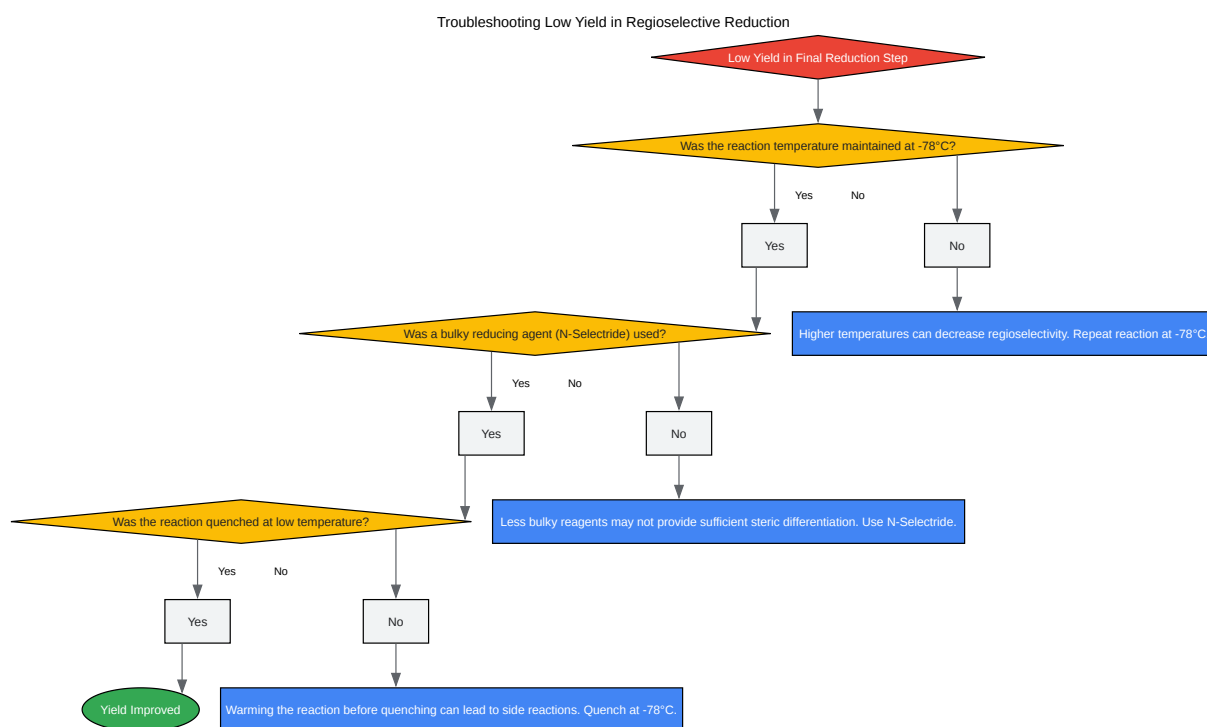 Troubleshooting Low Yield in Regioselective Reduction
Low Yield in Final Reduction Step
Was the reaction temperature maintained at -78°C?
Yes
No
Yes
No
Was a bulky reducing agent (N-Selectride) used?
Higher temperatures can decrease regioselectivity. Repeat reaction at -78°C
Yes
No
Yes
No
Was the reaction quenched at low temperature?
Less bulky reagents may not provide sufficient steric differentiation. Use N-Selectride.
Yes
No
Yes
No
Yield Improved
Warming the reaction before quenching can lead to side reactions. Quench at -78°C.